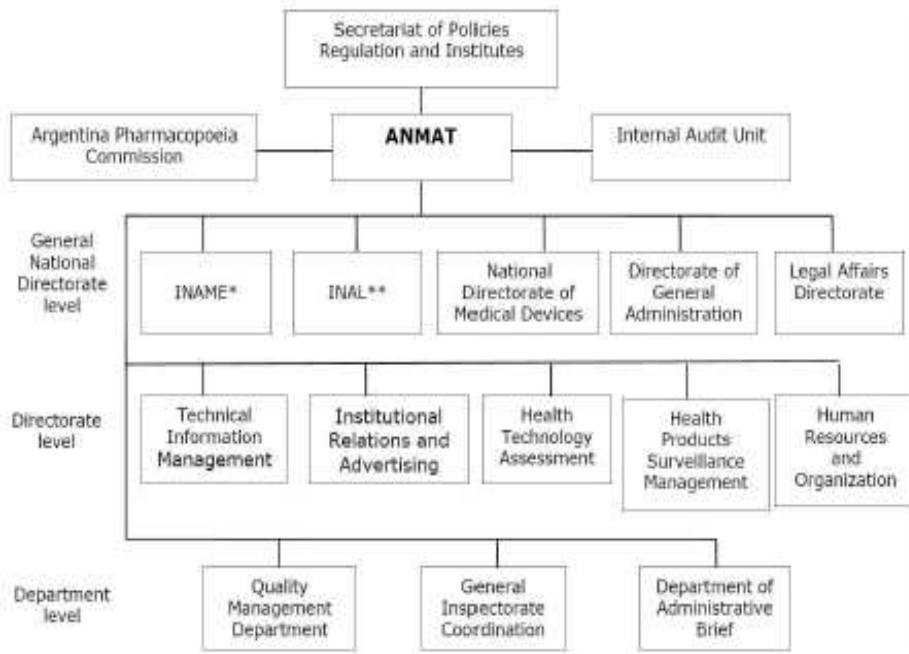 Secretariat of Policies
Regulation and Institutes
Argentina Pharmacopoeia
Commission
ANMAT
Internal Audit Unit
General
National
Directorate
level
INAME*
INAL**
National
Directorate of
Medical Devices
Directorate of
General
Administration
Legal Affairs
Directorate
Directorate
level
Technical
Information
Management
Institutional
Relations and
Advertising
Health
Technology
Assessment
Health
Products
Surveillance
Management
Human
Resources
and
Organization
Department
level
Quality
Management
Department
General
Inspectorate
Coordination
Department of
Administrative
Brief